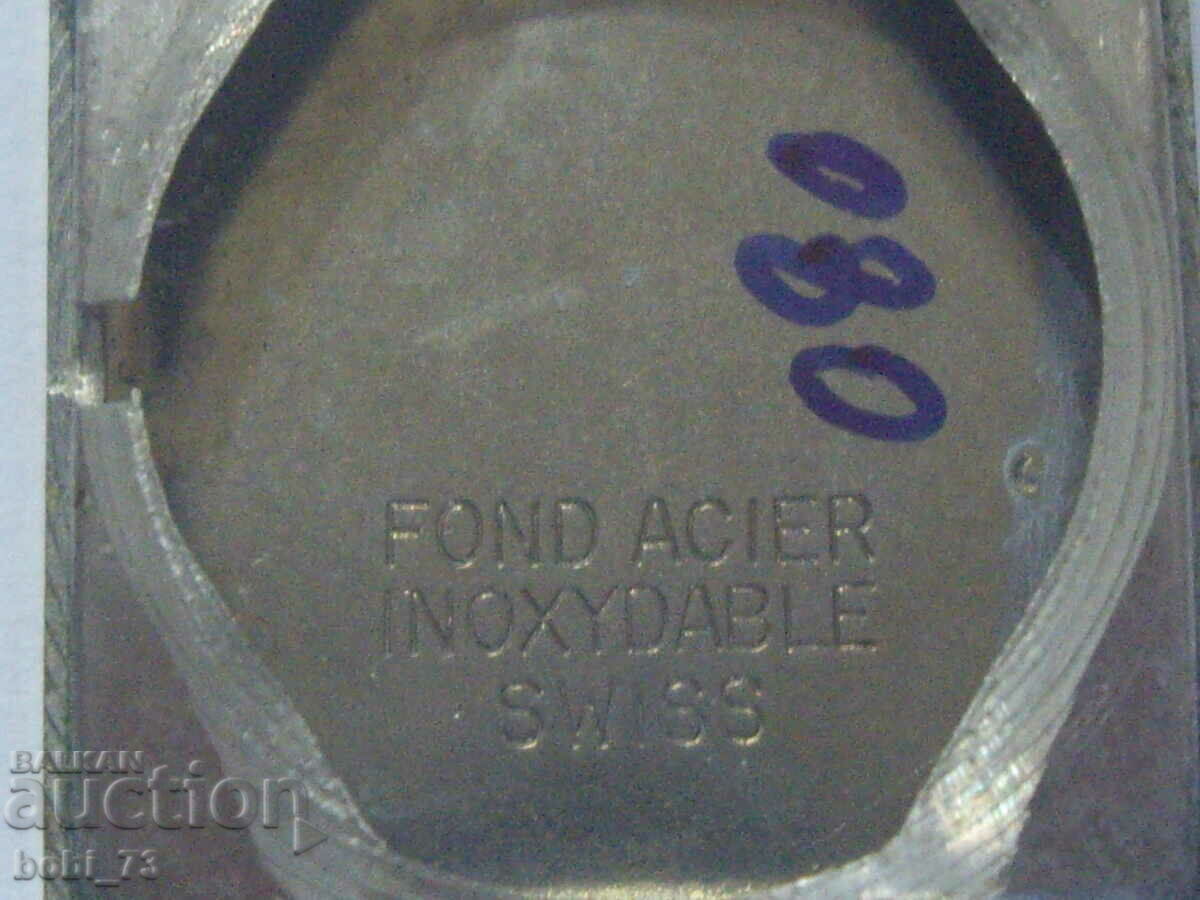 080
FOND ACIER
INOXYDABLE
SWISS
BALKAN
auction
bobi_73